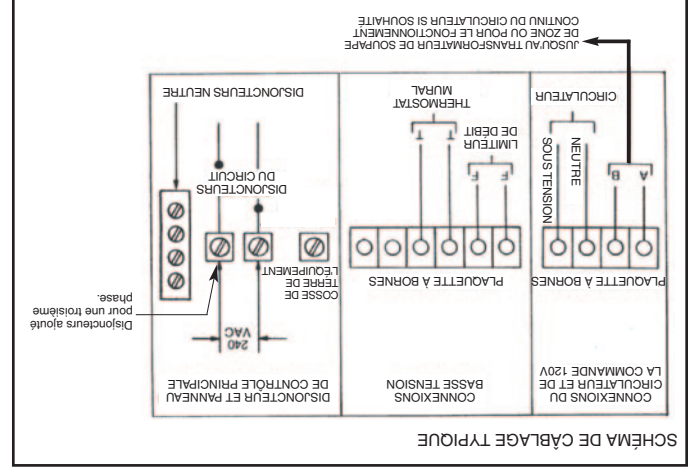 SCHÉMA DE CÂBLAGE TYPIQUE
CONNEXIONS DU
CIRCULATEUR ET DE
LA COMMANDE 120V
PLAQUETTE À BORNES
A B
NEUTRE
SOUS TENSION
CIRCULATEUR
JUSQU'AU TRANSFORMATEUR DE SOUPAPE
DE ZONE OU POUR LE FONCTIONNEMENT
CONTINU DU CIRCULATEUR SI SOUHAITÉ
CONNEXIONS
BASSE TENSION
PLAQUETTE À BORNES
F F
LIMITEUR
DE DÉBIT
T T
THERMOSTAT
MURAL
DISJONCTEUR ET PANNEAU
DE CONTRÔLE PRINCIPALE
240
VAC
Disjoncteurs ajouté
pour une troisième
phase.
COSSE DE
TERRE DE
L'ÉQUIPEMENT
DISJONCTEURS
DU CIRCUIT
DISJONCTEURS NEUTRE